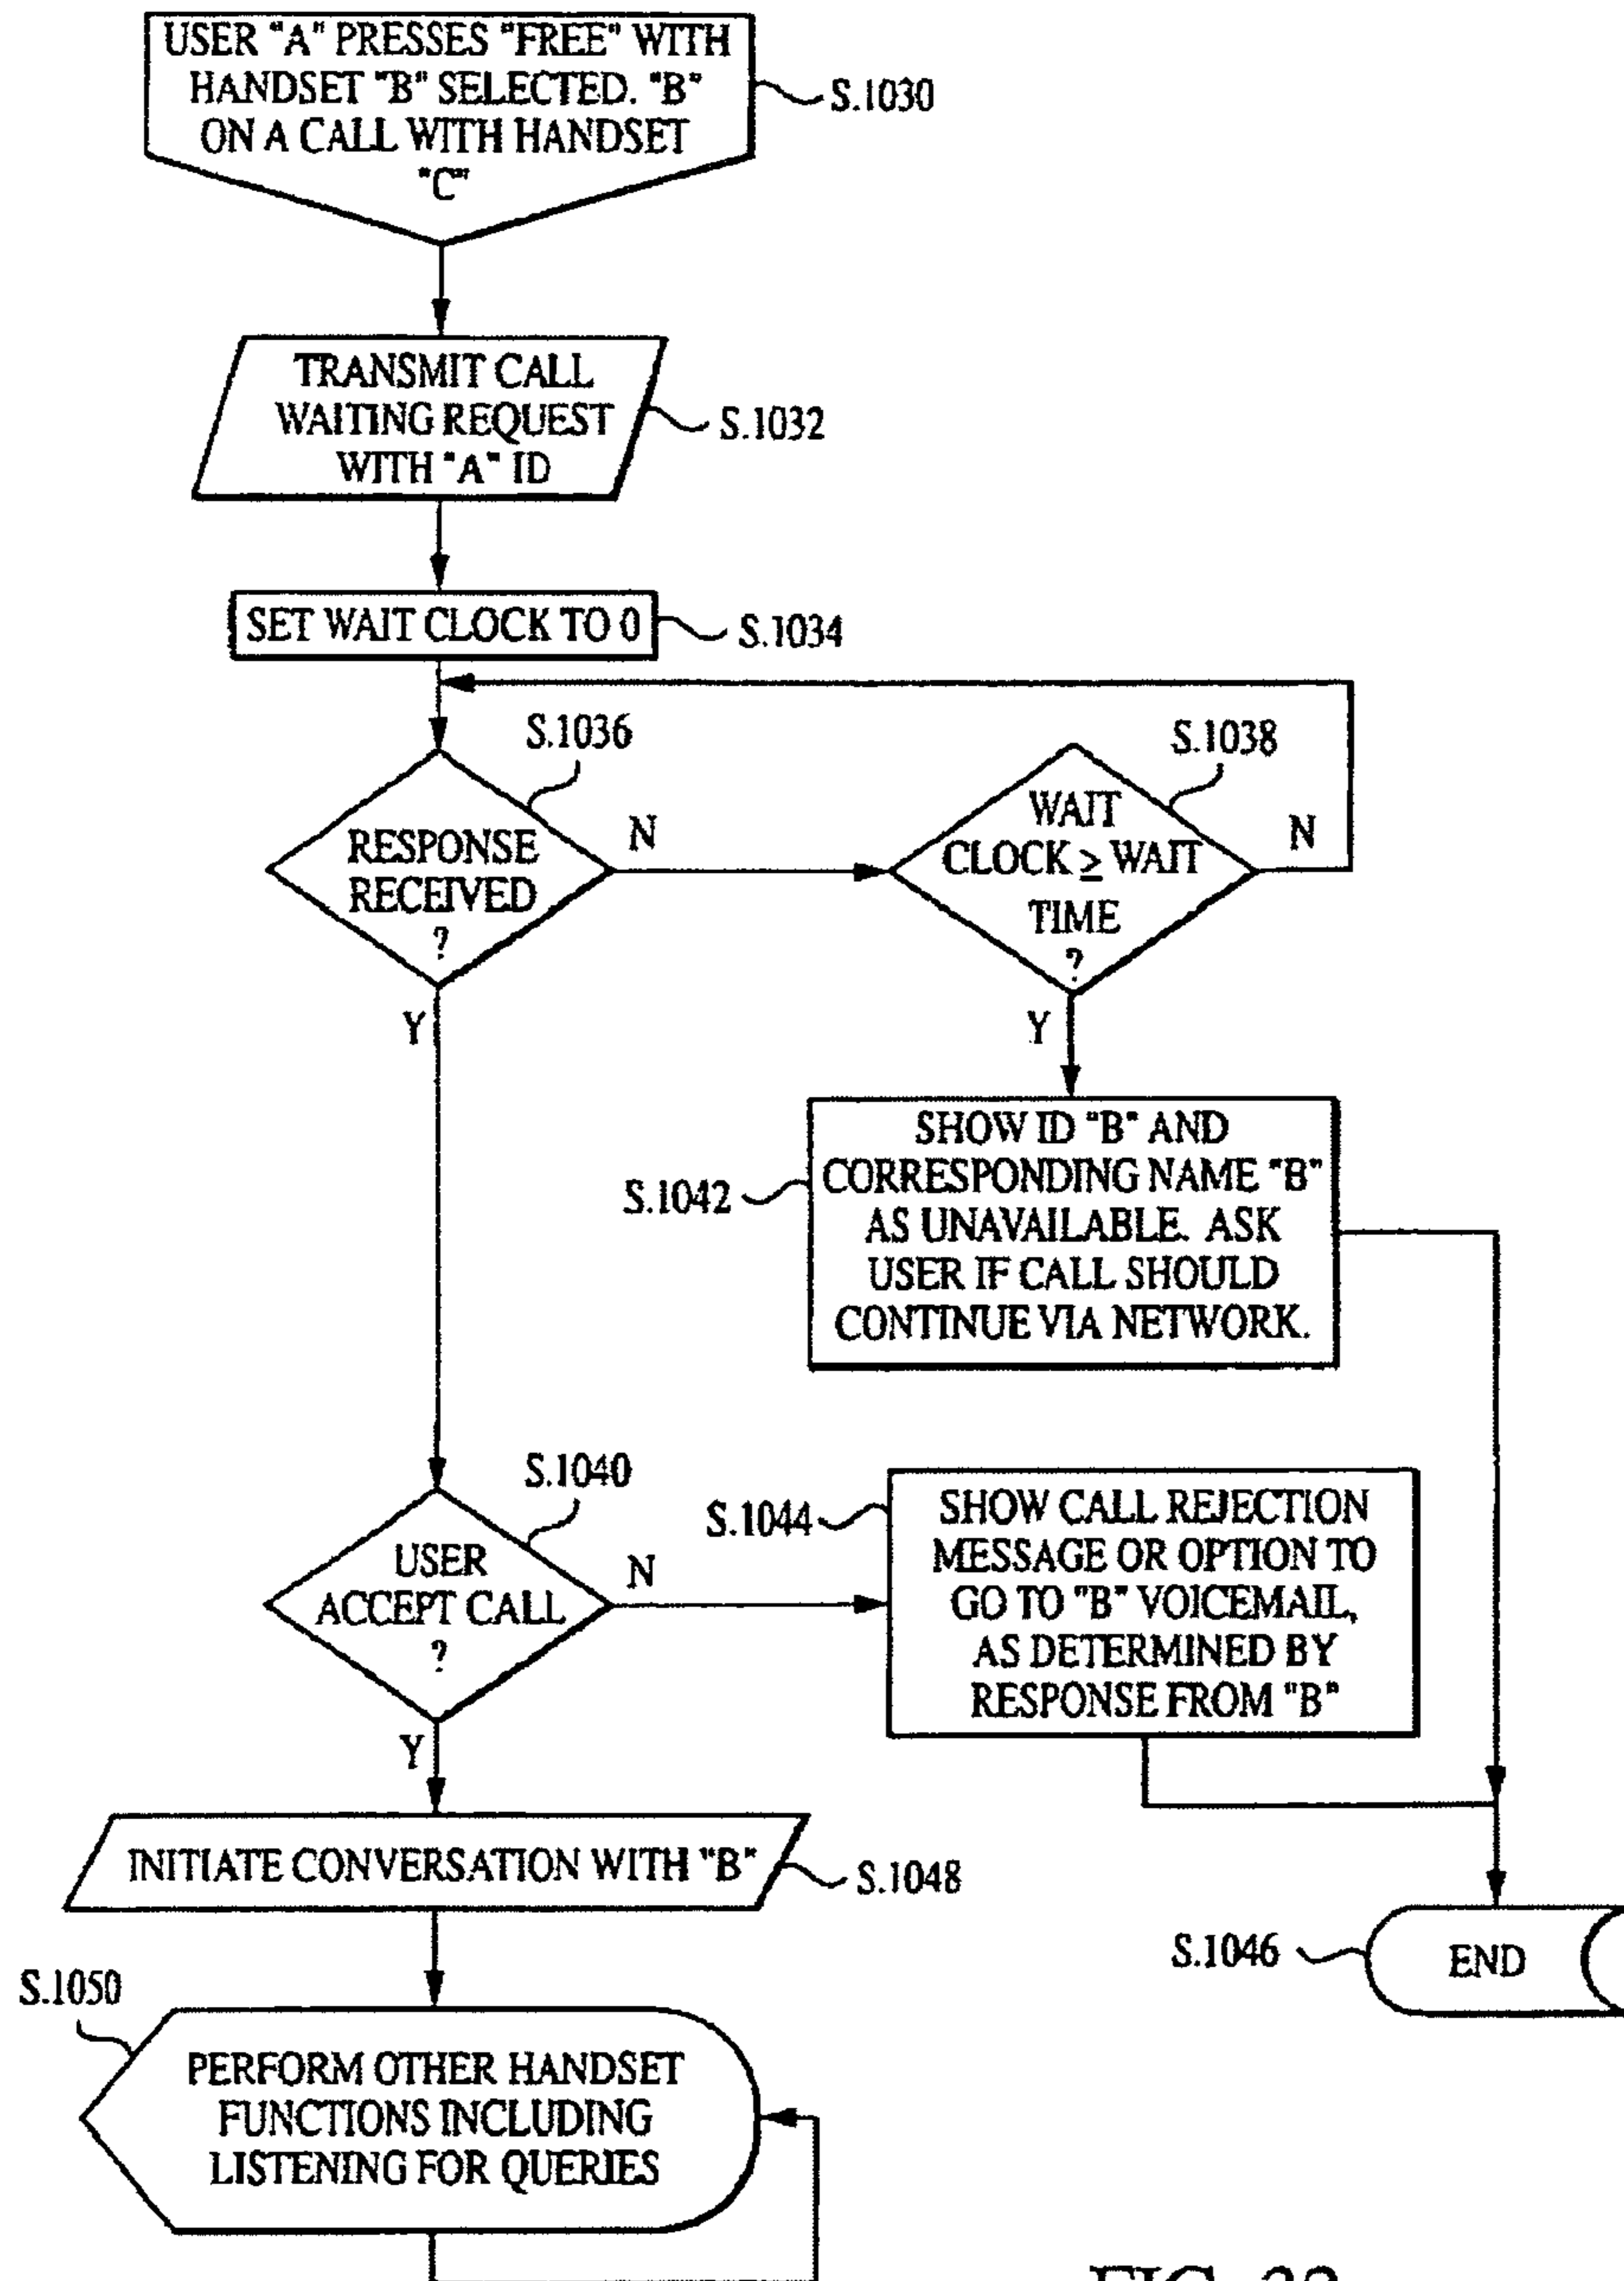 USER "A" PRESSES "FREE" WITH
HANDSET "B" SELECTED. "B"
ON A CALL WITH HANDSET
"C"
S.1030
TRANSMIT CALL
WAITING REQUEST
WITH "A" ID
S.1032
SET WAIT CLOCK TO 0
S.1034
S.1036
RESPONSE
RECEIVED
?
N
Y
S.1038
WAIT
CLOCK ≥ WAIT
TIME
?
N
Y
S.1042
SHOW ID "B" AND
CORRESPONDING NAME "B"
AS UNAVAILABLE. ASK
USER IF CALL SHOULD
CONTINUE VIA NETWORK.
S.1040
USER
ACCEPT CALL
?
N
Y
S.1044
SHOW CALL REJECTION
MESSAGE OR OPTION TO
GO TO "B" VOICEMAIL,
AS DETERMINED BY
RESPONSE FROM "B"
INITIATE CONVERSATION WITH "B"
S.1048
S.1046
END
S.1050
PERFORM OTHER HANDSET
FUNCTIONS INCLUDING
LISTENING FOR QUERIES